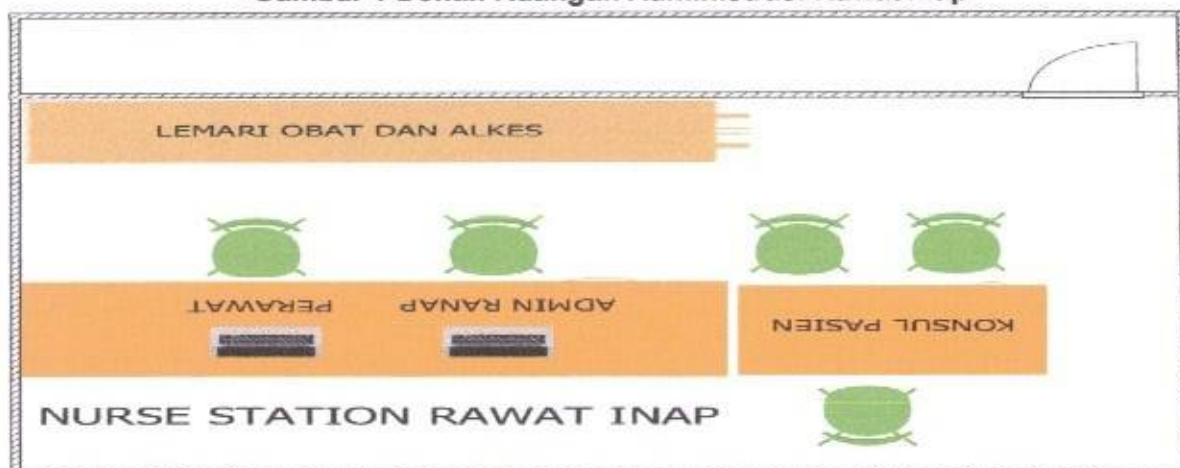 LEMARI OBAT DAN ALKES
PERAWAT
ADMIN RANAP
KONSUL PASIEN
NURSE STATION RAWAT INAP